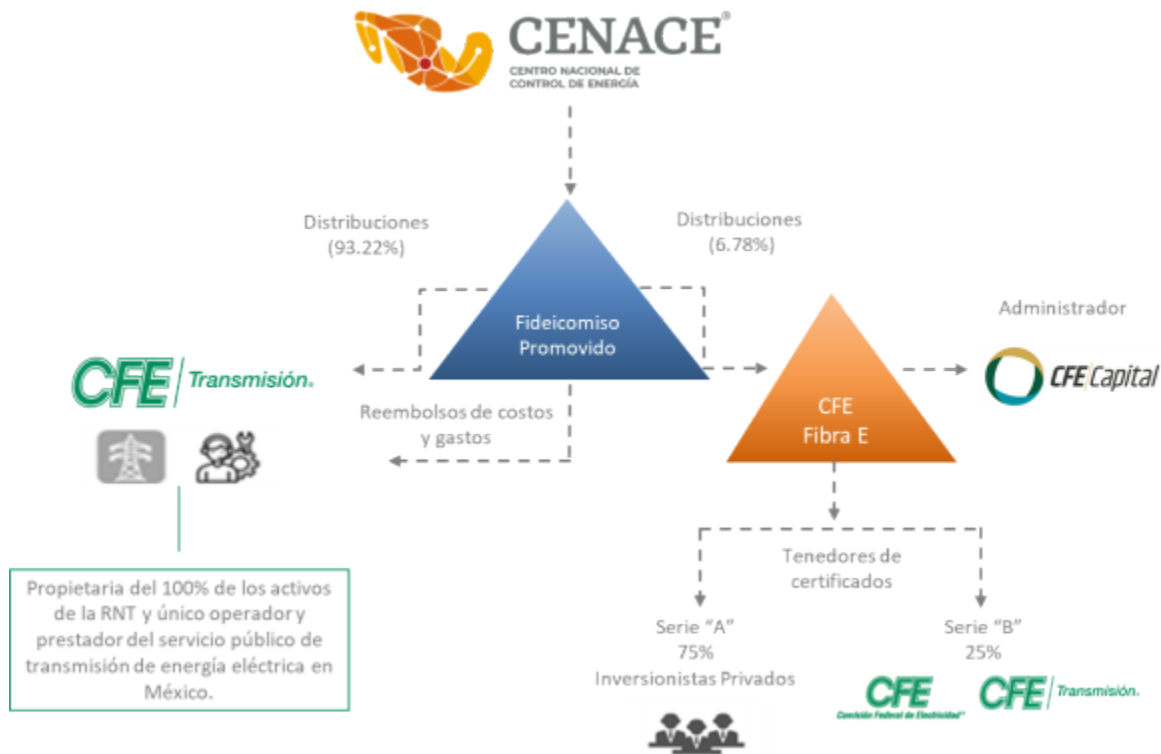 CENACE®
CENTRO NACIONAL DE
CONTROL DE ENERGÍA
Distribuciones
(93.22%)
Distribuciones
(6.78%)
Fideicomiso
Promovido
Administrador
CFE Transmisión®
CFE Capital
Reembolsos de costos
y gastos
CFE
Fibra E
Tenedores de
certificados
Propietaria del 100% de los activos
de la RNT y único operador y
prestador del servicio público de
transmisión de energía eléctrica en
México.
Serie “A”
75%
Inversionistas Privados
Serie “B”
25%
CFE
Comisión Federal de Electricidad
CFE Transmisión®